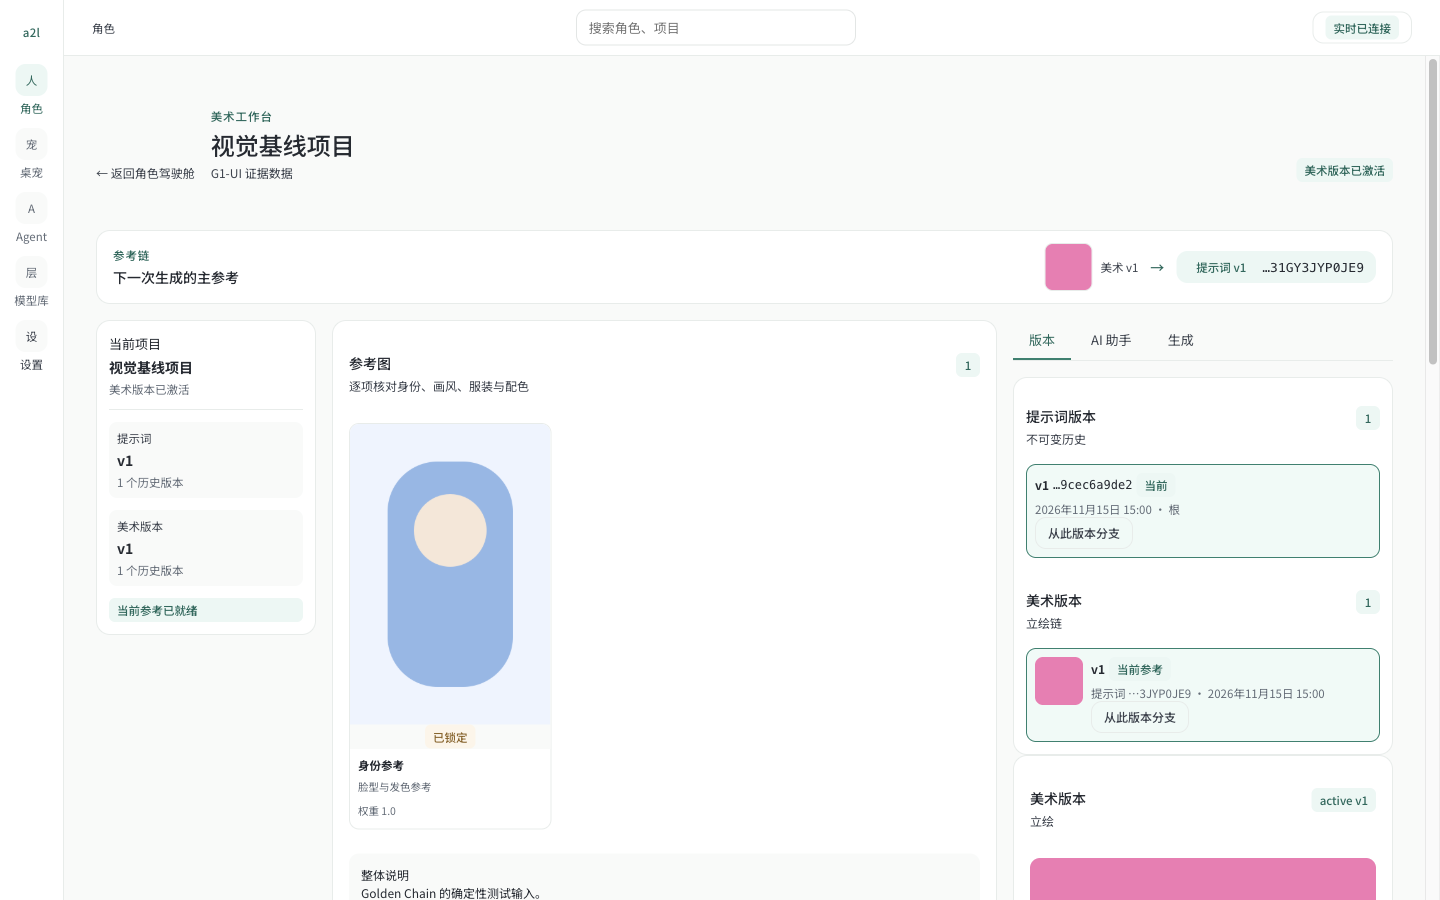 a2l
人
角色
宠
桌宠
A
Agent
层
模型库
设
设置
角色
搜索角色、项目
实时已连接
← 返回角色驾驶舱
美术工作台
视觉基线项目
G1-UI 证据数据
美术版本已激活
参考链
下一次生成的主参考
美术 v1 → 提示词 v1 …31GY3JYP0JE9
当前项目
视觉基线项目
美术版本已激活
提示词
v1
1 个历史版本
美术版本
v1
1 个历史版本
当前参考已就绪
参考图
1
逐项核对身份、画风、服装与配色
已锁定
身份参考
脸型与发色参考
权重 1.0
整体说明
Golden Chain 的确定性测试输入。
版本 AI 助手 生成
提示词版本
1
不可变历史
v1 …9cec6a9de2 当前
2026年11月15日 15:00 · 根
从此版本分支
美术版本
1
立绘链
v1 当前参考
提示词 …3JYP0JE9 · 2026年11月15日 15:00
从此版本分支
美术版本
active v1
立绘